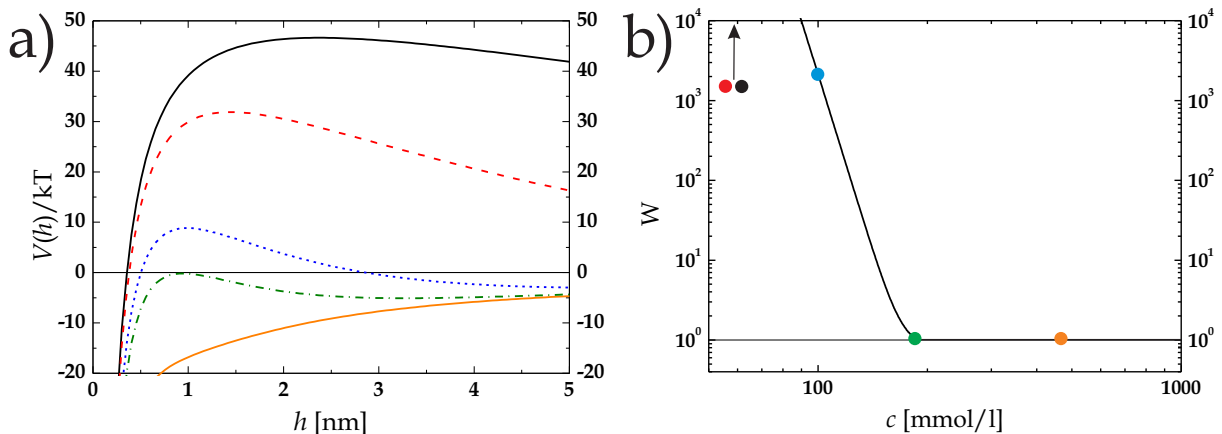 a)
50 50
40 40
30 30
20 20
10 10
0 0
-10 -10
-20 -20
0 1 2 3 4 5
V(h)/kT
h [nm]
b)
10⁴ 10⁴
10³ 10³
10² 10²
10¹ 10¹
10⁰ 10⁰
100 1000
W
c [mmol/l]